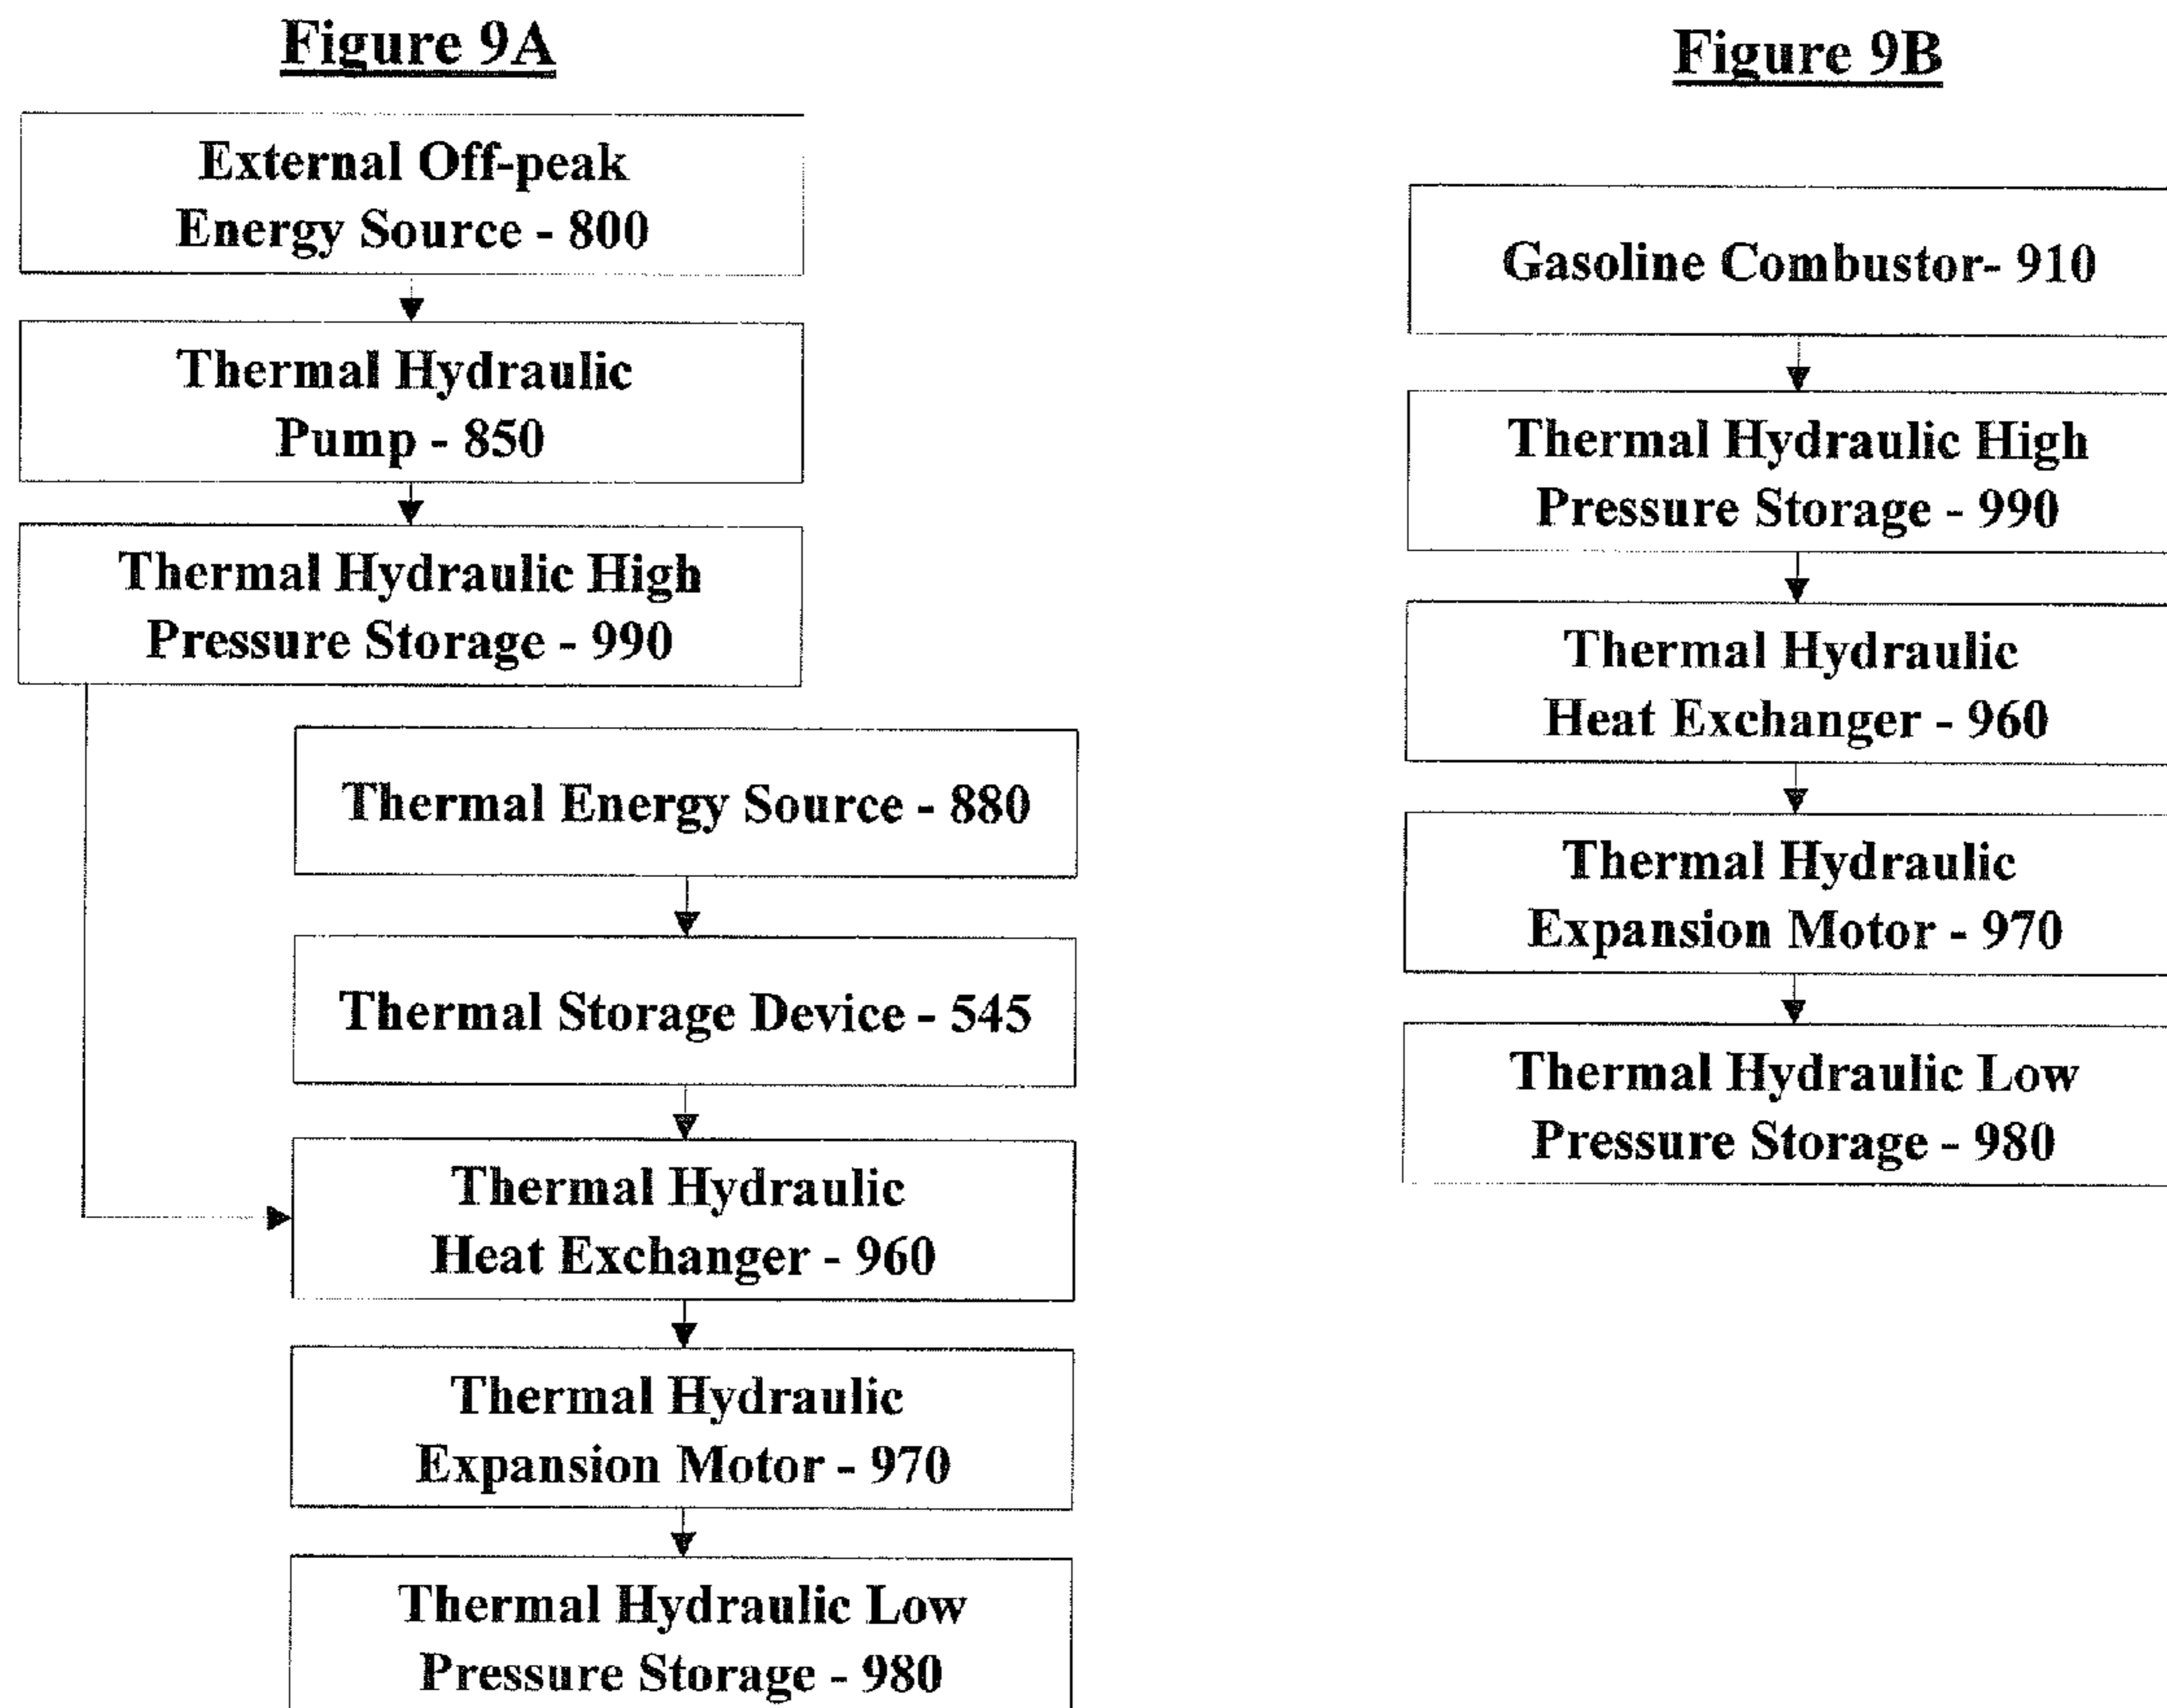 Figure 9A
External Off-peak
Energy Source - 800
Thermal Hydraulic
Pump - 850
Thermal Hydraulic High
Pressure Storage - 990
Thermal Energy Source - 880
Thermal Storage Device - 545
Thermal Hydraulic
Heat Exchanger - 960
Thermal Hydraulic
Expansion Motor - 970
Thermal Hydraulic Low
Pressure Storage - 980
Figure 9B
Gasoline Combustor- 910
Thermal Hydraulic High
Pressure Storage - 990
Thermal Hydraulic
Heat Exchanger - 960
Thermal Hydraulic
Expansion Motor - 970
Thermal Hydraulic Low
Pressure Storage - 980